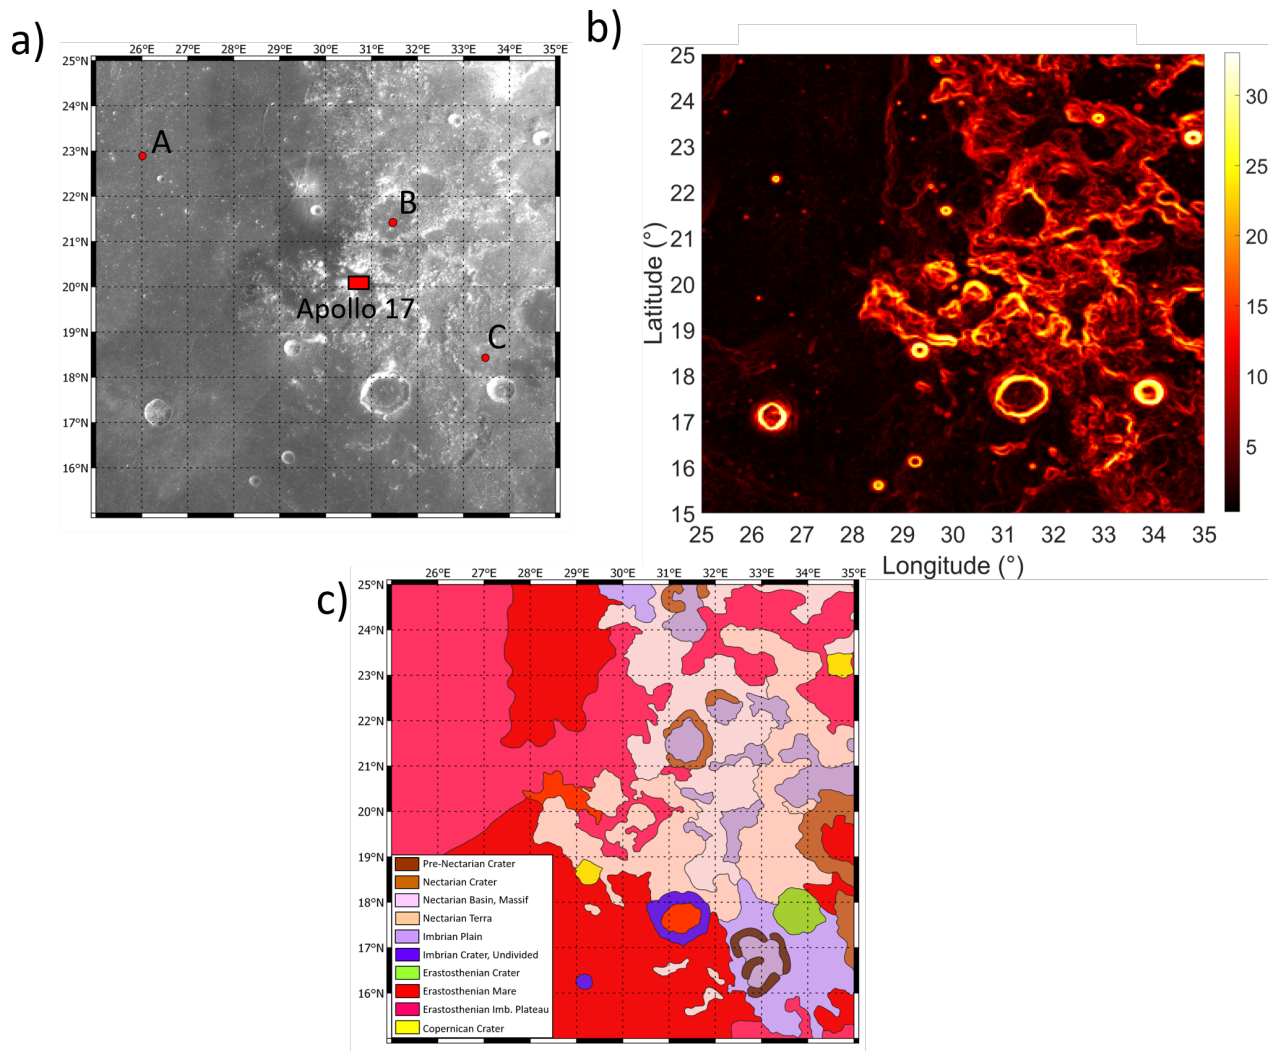 a)
26°E 27°E 28°E 29°E 30°E 31°E 32°E 33°E 34°E 35°E
25°N
24°N
23°N
22°N
21°N
20°N
19°N
18°N
17°N
16°N
A
B
Apollo 17
C
b)
25
24
23
22
21
20
19
18
17
16
15
Latitude (°)
25 26 27 28 29 30 31 32 33 34 35
Longitude (°)
30
25
20
15
10
5
c)
26°E 27°E 28°E 29°E 30°E 31°E 32°E 33°E 34°E 35°E
25°N
24°N
23°N
22°N
21°N
20°N
19°N
18°N
17°N
16°N
Pre-Nectarian Crater
Nectarian Crater
Nectarian Basin, Massif
Nectarian Terra
Imbrian Plain
Imbrian Crater, Undivided
Erastosthenian Crater
Erastosthenian Mare
Erastosthenian Imb. Plateau
Copernican Crater